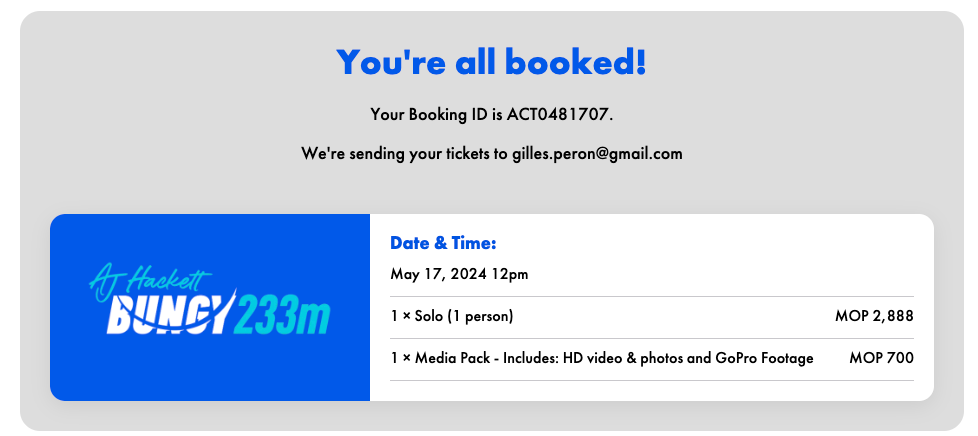 You're all booked!
Your Booking ID is ACT0481707.
We're sending your tickets to gilles.peron@gmail.com
AJ Hackett
BUNGY 233m
Date & Time:
May 17, 2024 12pm
1 × Solo (1 person) MOP 2,888
1 × Media Pack - Includes: HD video & photos and GoPro Footage MOP 700